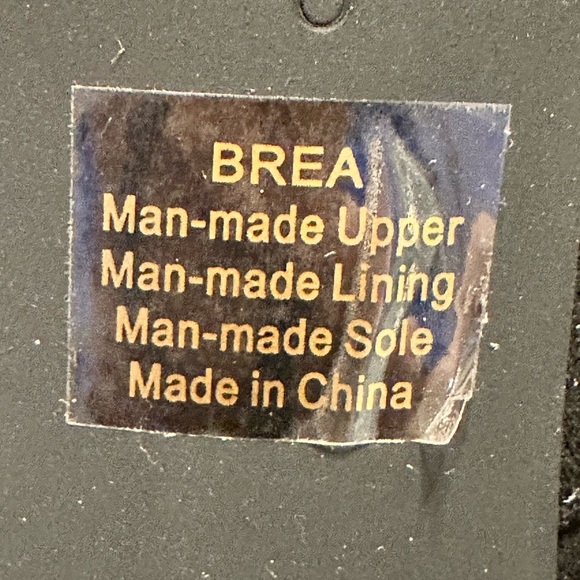 BREA
Man-made Upper
Man-made Lining
Man-made Sole
Made in China